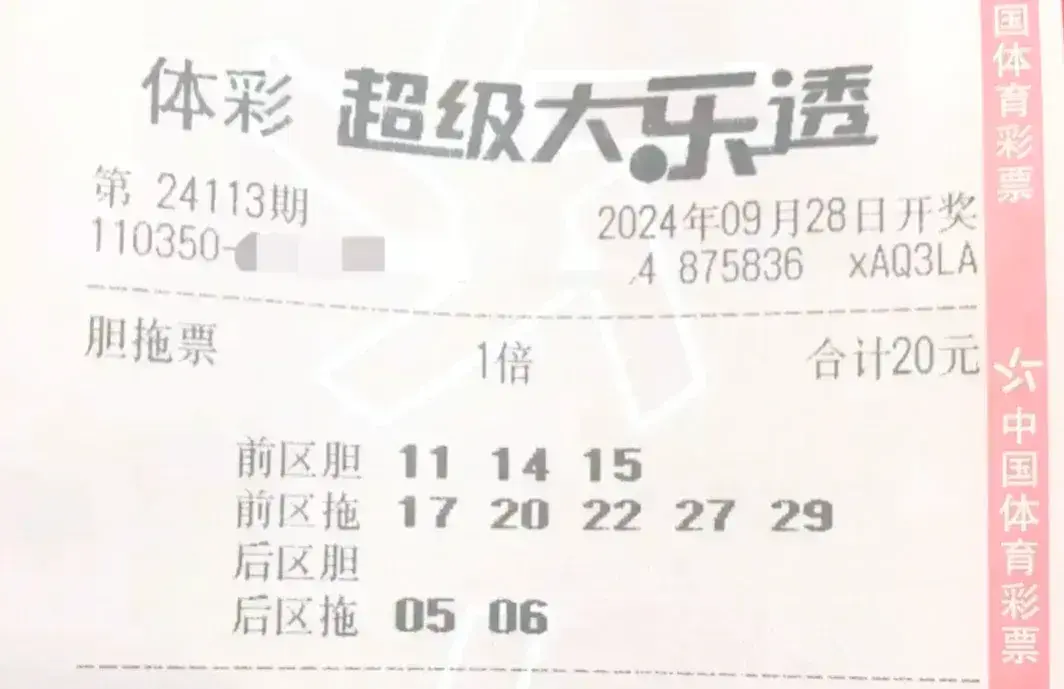 体彩 超级大乐透
第 24113期
2024年09月28日开奖
110350-
4 875836 xAQ3LA
胆拖票 1倍 合计20元
前区胆 11 14 15
前区拖 17 20 22 27 29
后区胆
后区拖 05 06
国体育彩票
中国体育彩票